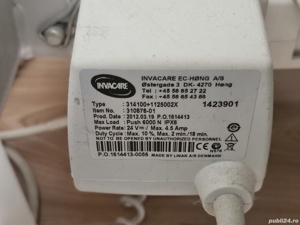 INVACARE
INVACARE EC-HØNG A/S
Østergade 3 DK- 4270 Høng
Tel : +45 58 85 27 22
Fax : +45 58 85 43 86
Type : 314100+1125002X
1423901
Item No. : 310876-01
Prod. Date : 2012.03.19 P.O.1614413
Max. Load : Push 6000 N IPX6
Power Rate : 24 V⎓ / Max. 4.5 Amp
Duty Cycle : Max. 10 %, Max. 2 min./18 min.
NOT TO BE OPENED BY UNAUTHORIZED PERSONNEL
P.O.1614413-0055 MADE BY LINAK A/S DENMARK
publi24.ro